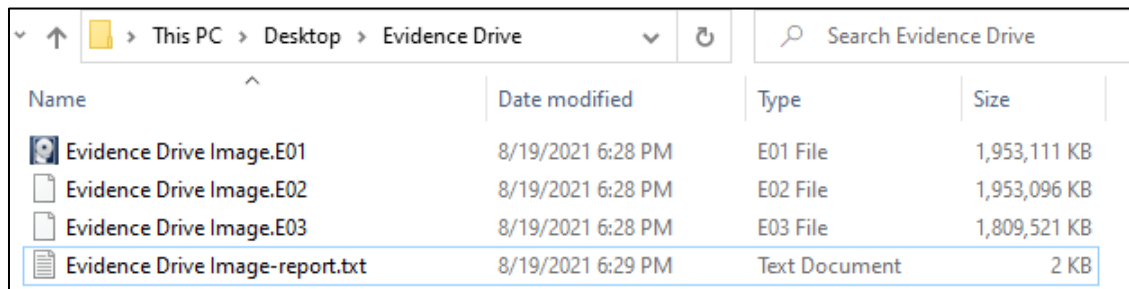 This PC > Desktop > Evidence Drive Search Evidence Drive
Name Date modified Type Size
Evidence Drive Image.E01 8/19/2021 6:28 PM E01 File 1,953,111 KB
Evidence Drive Image.E02 8/19/2021 6:28 PM E02 File 1,953,096 KB
Evidence Drive Image.E03 8/19/2021 6:28 PM E03 File 1,809,521 KB
Evidence Drive Image-report.txt 8/19/2021 6:29 PM Text Document 2 KB